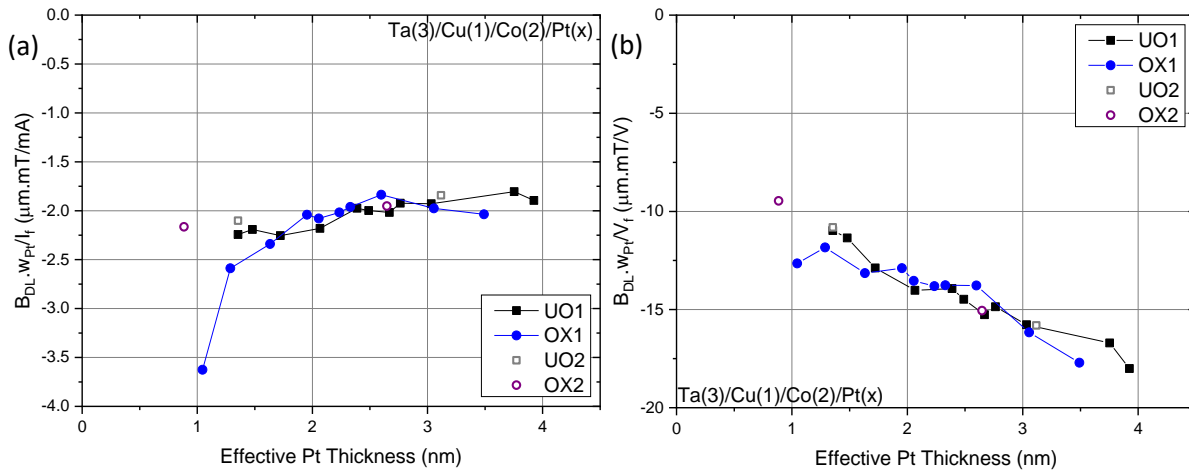 (a)
Ta(3)/Cu(1)/Co(2)/Pt(x)
0.0
-0.5
-1.0
-1.5
-2.0
-2.5
-3.0
-3.5
-4.0
B_DL.w_Pt/I_f (μm.mT/mA)
UO1
OX1
UO2
OX2
0 1 2 3 4
Effective Pt Thickness (nm)
(b)
UO1
OX1
UO2
OX2
0
-5
-10
-15
-20
B_DL.w_Pt/V_f (μm.mT/V)
Ta(3)/Cu(1)/Co(2)/Pt(x)
0 1 2 3 4
Effective Pt Thickness (nm)